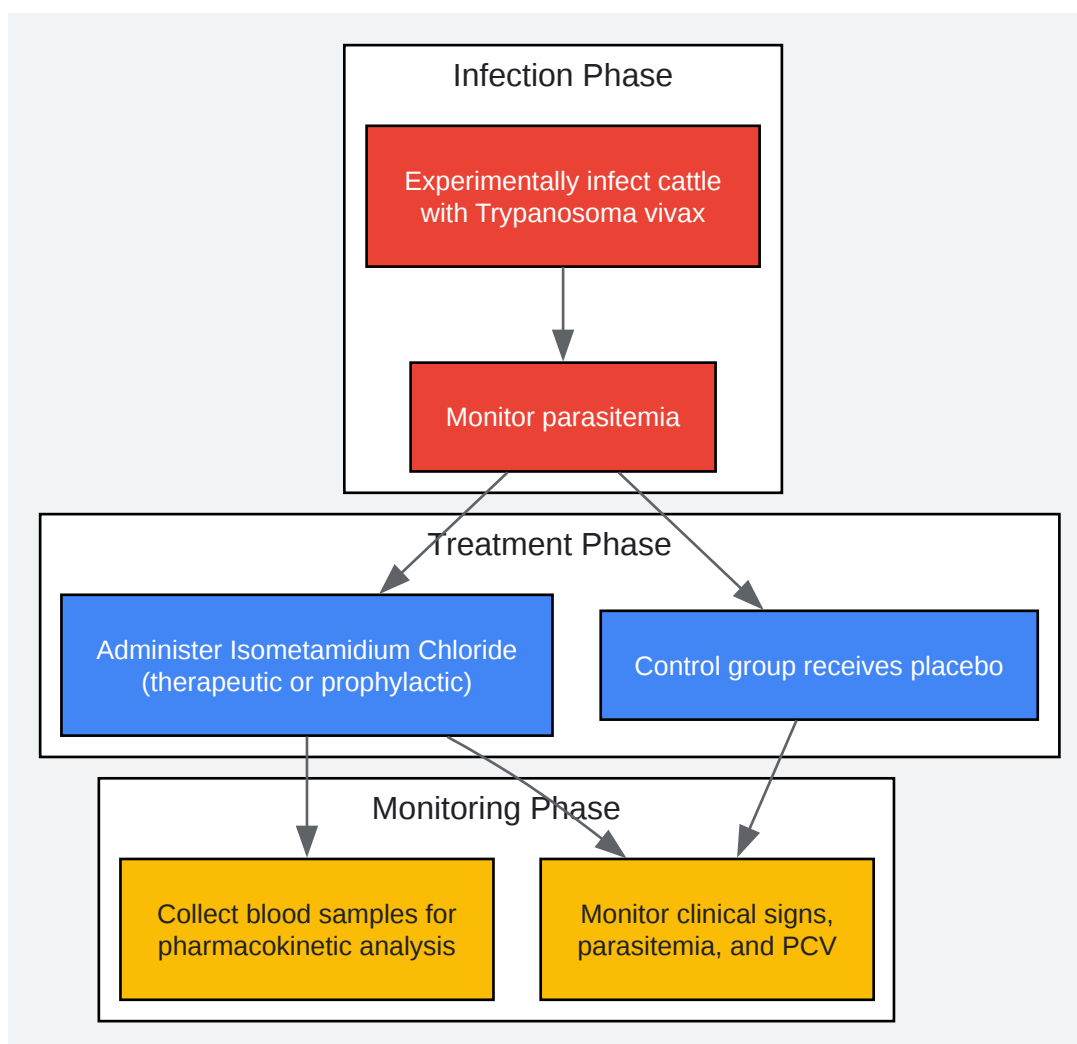 Infection Phase
Experimentally infect cattle
with Trypanosoma vivax
Monitor parasitemia
Treatment Phase
Administer Isometamidium Chloride
(therapeutic or prophylactic)
Control group receives placebo
Monitoring Phase
Collect blood samples for
pharmacokinetic analysis
Monitor clinical signs,
parasitemia, and PCV